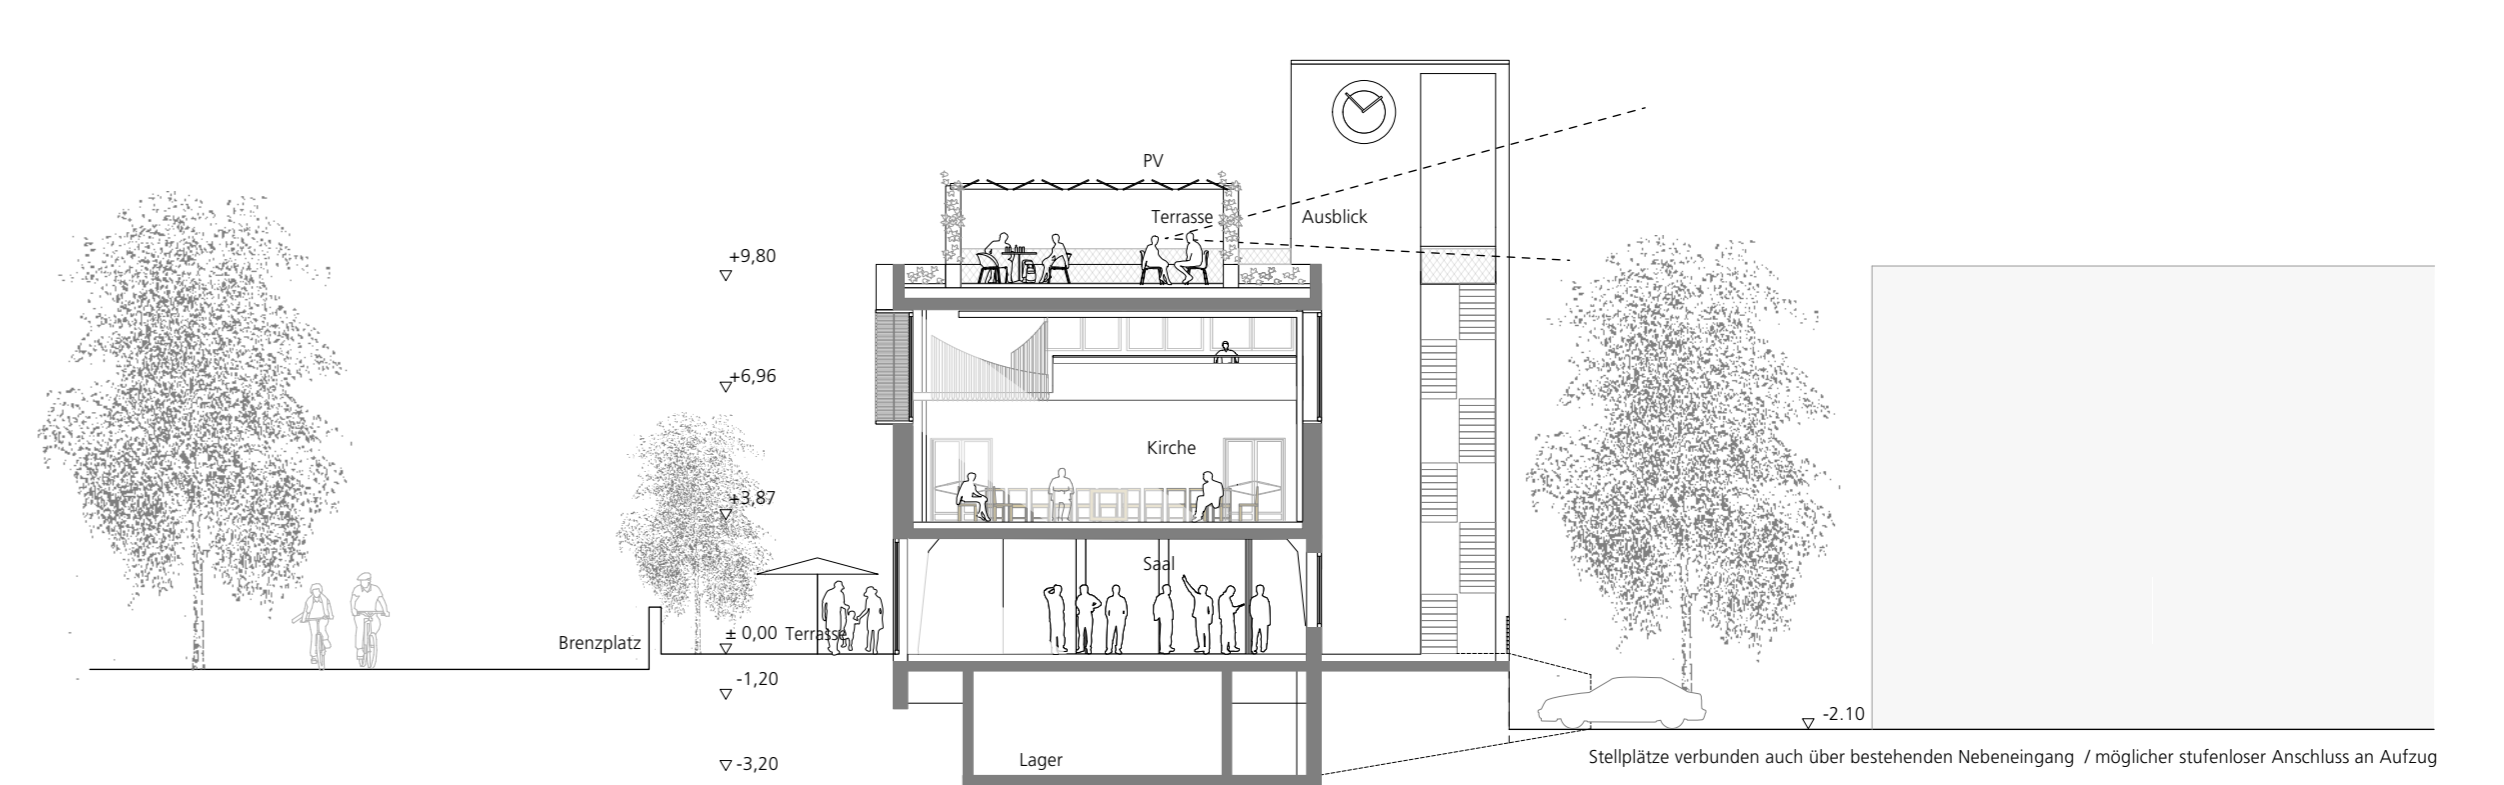 PV
Terrasse
Ausblick
+9,80
+6,96
Kirche
+3,87
Saal
Brenzplatz
± 0,00 Terrasse
-1,20
-2.10
Lager
-3,20
Stellplätze verbunden auch über bestehenden Nebeneingang / möglicher stufenloser Anschluss an Aufzug